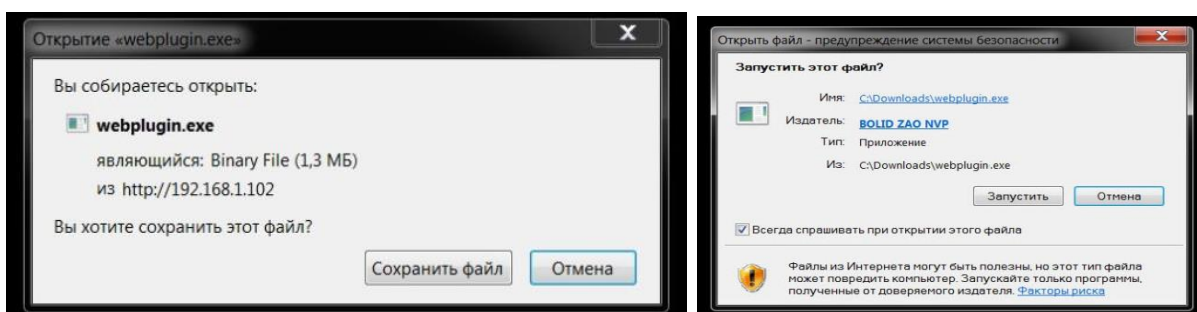 Открытие «webplugin.exe»
Вы собираетесь открыть:
webplugin.exe
являющийся: Binary File (1,3 МБ)
из http://192.168.1.102
Вы хотите сохранить этот файл?
Сохранить файл Отмена
Открыть файл - предупреждение системы безопасности
Запустить этот файл?
Имя: C:\Downloads\webplugin.exe
Издатель: BOLID ZAO NVP
Тип: Приложение
Из: C:\Downloads\webplugin.exe
Запустить Отмена
Всегда спрашивать при открытии этого файла
Файлы из Интернета могут быть полезны, но этот тип файла
может повредить компьютер. Запускайте только программы,
полученные от доверяемого издателя. Факторы риска